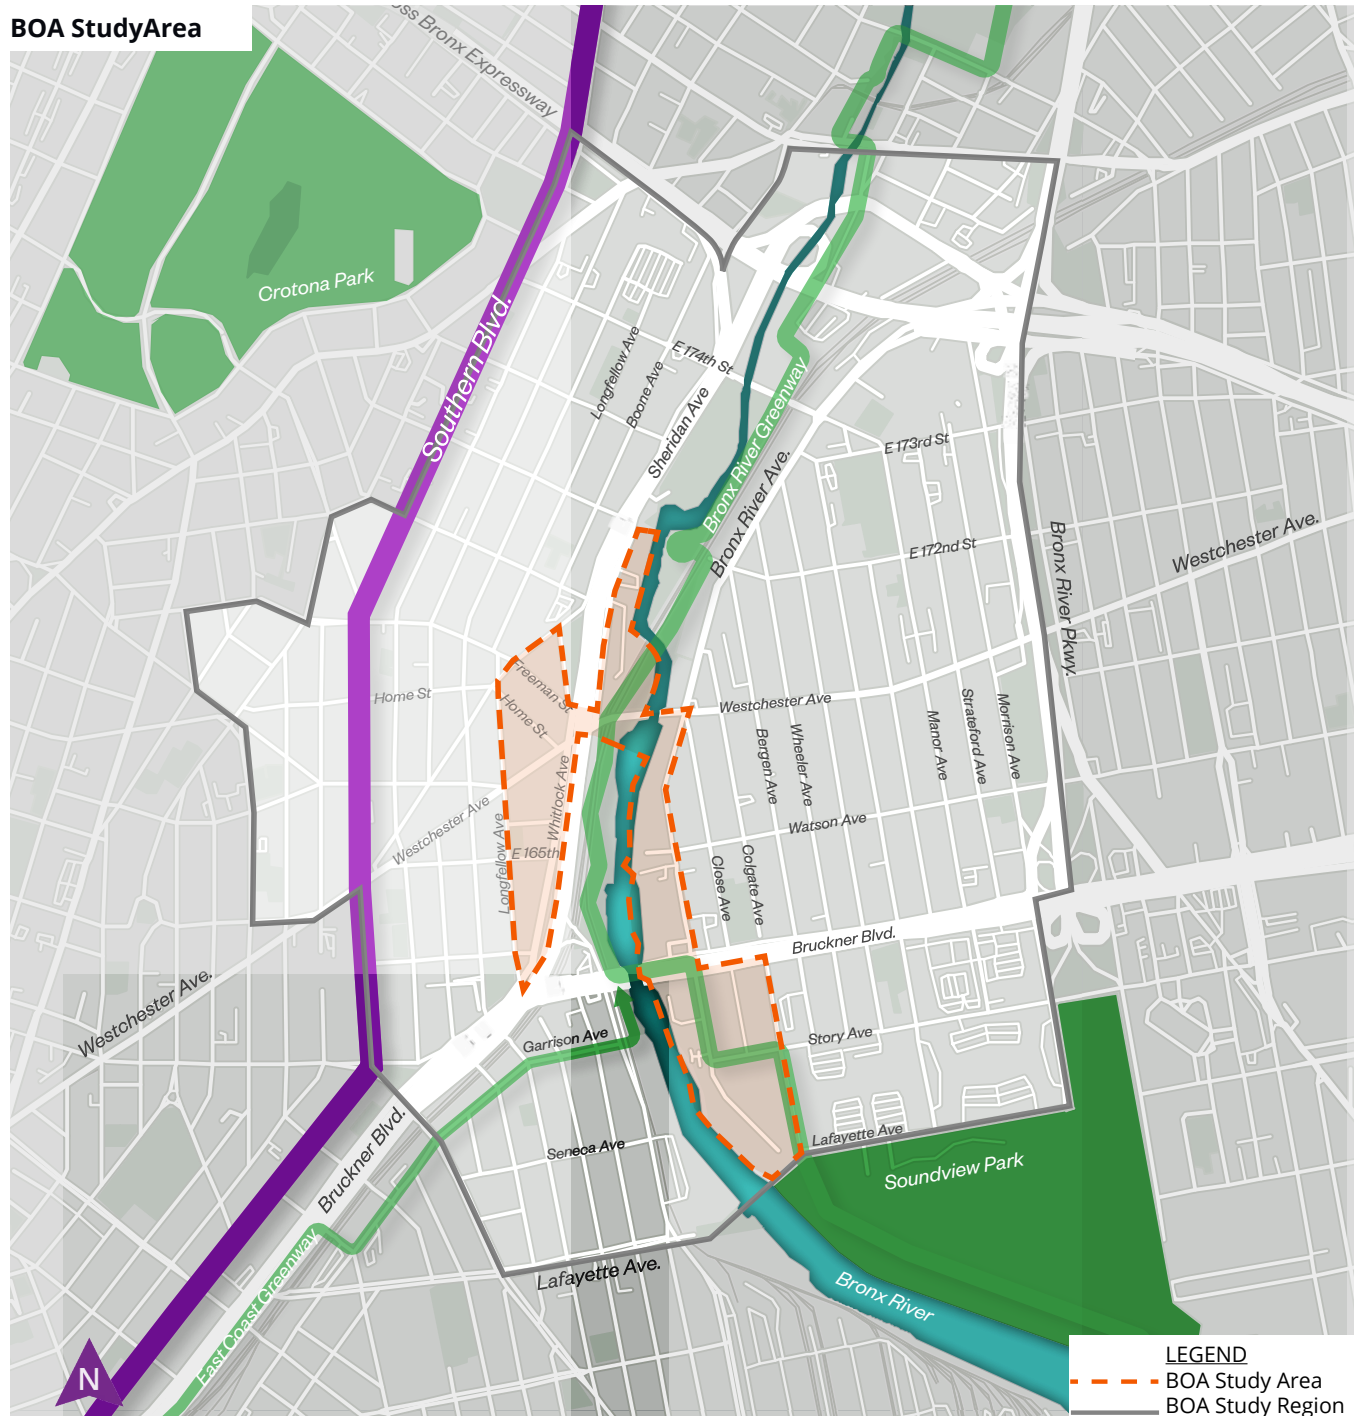 BOA StudyArea
oss Bronx Expressway
Crotona Park
Southern Blvd.
Longfellow Ave
Boone Ave
E 174th St
Sheridan Ave
Bronx River Greenway
Bronx River Ave.
E 173rd St
E 172nd St
Westchester Ave.
Bronx River Pkwy.
Freeman St
Home St
Home St
Westchester Ave
Bergen Ave
Wheeler Ave
Manor Ave
Strateford Ave
Morrison Ave
Whitlock Ave
Westchester Ave
Longfellow Ave
E 165th
Watson Ave
Close Ave
Colgate Ave
Bruckner Blvd.
Westchester Ave.
Garrison Ave
Story Ave
Bruckner Blvd.
Seneca Ave
Lafayette Ave
Soundview Park
Lafayette Ave.
East Coast Greenway
Bronx River
N
LEGEND
BOA Study Area
BOA Study Region